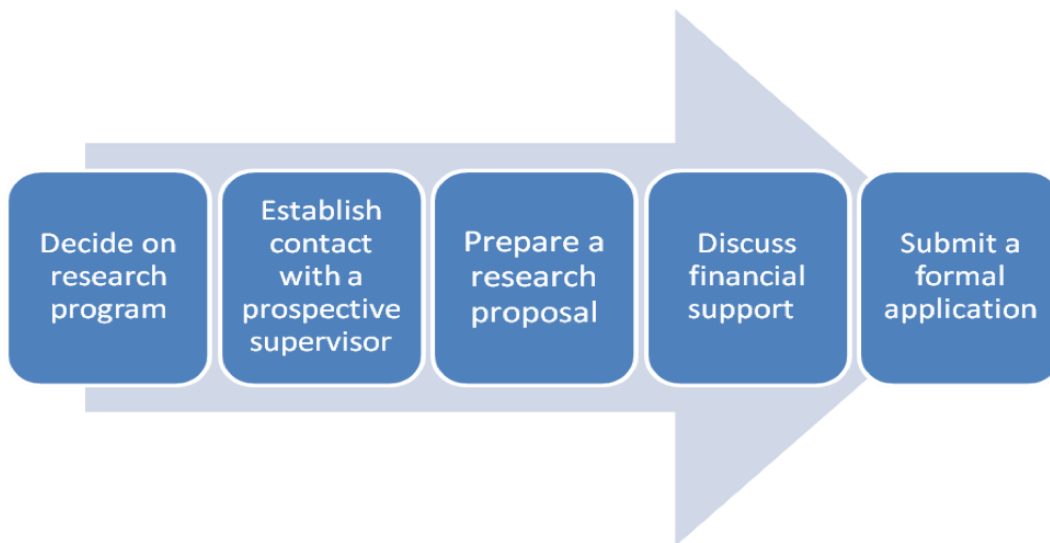 Decide on
research
program
Establish
contact
with a
prospective
supervisor
Prepare a
research
proposal
Discuss
financial
support
Submit a
formal
application